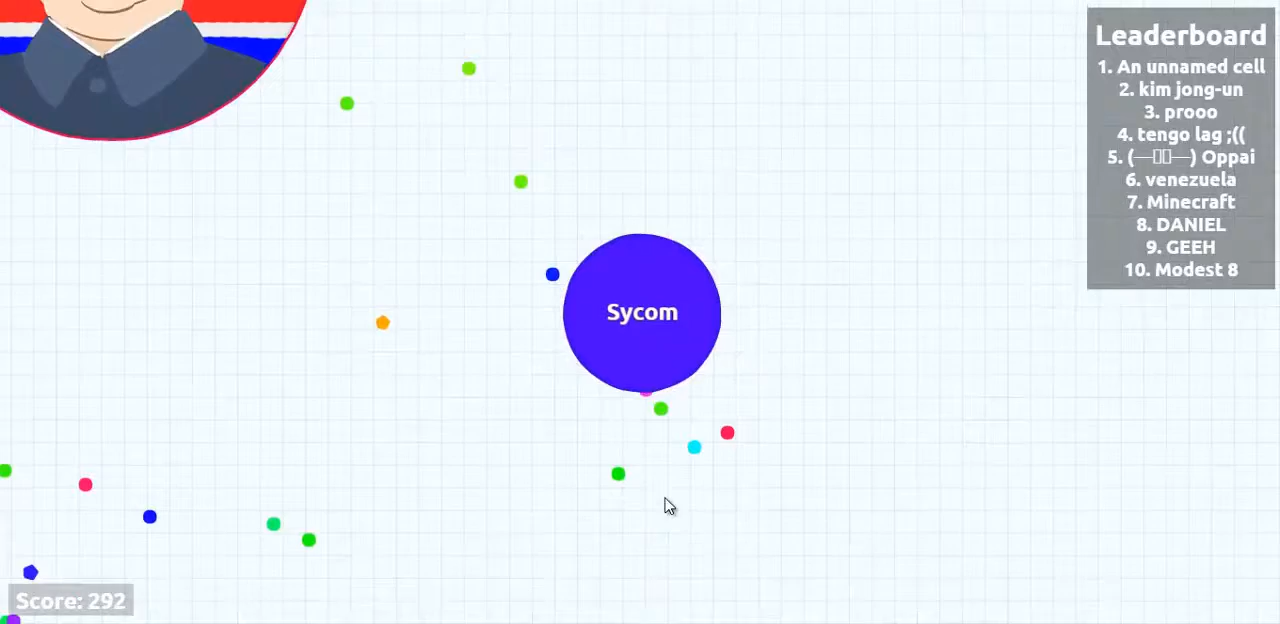 Leaderboard
1. An unnamed cell
2. kim jong-un
3. prooo
4. tengo lag ;((
5. (—▯▯—) Oppai
6. venezuela
7. Minecraft
8. DANIEL
9. GEEH
10. Modest 8
Sycom
Score: 292